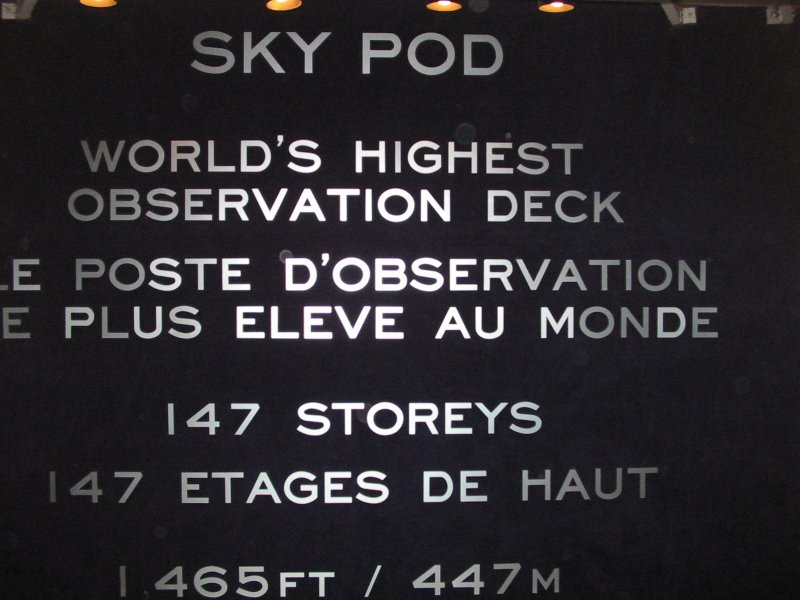 SKY POD
WORLD'S HIGHEST
OBSERVATION DECK
LE POSTE D'OBSERVATION
E PLUS ELEVE AU MONDE
147 STOREYS
147 ETAGES DE HAUT
1,465FT / 447M